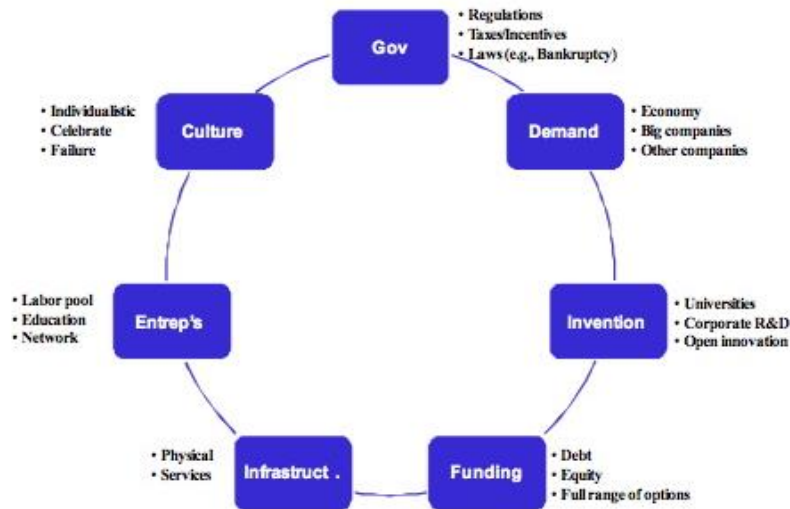 Gov
• Regulations
• Taxes/Incentives
• Laws (e.g., Bankruptcy)
Demand
• Economy
• Big companies
• Other companies
Invention
• Universities
• Corporate R&D
• Open innovation
Funding
• Debt
• Equity
• Full range of options
Infrastruct .
• Physical
• Services
Entrep's
• Labor pool
• Education
• Network
Culture
• Individualistic
• Celebrate
• Failure